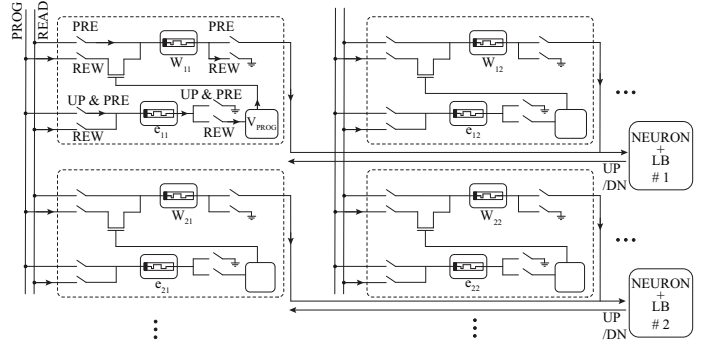 PROG
READ
PRE
PRE
W11
W12
REW
REW
UP & PRE
UP & PRE
e11
VPROG
e12
REW
REW
NEURON
+
LB
# 1
UP
/DN
W21
W22
e21
e22
NEURON
+
LB
# 2
UP
/DN